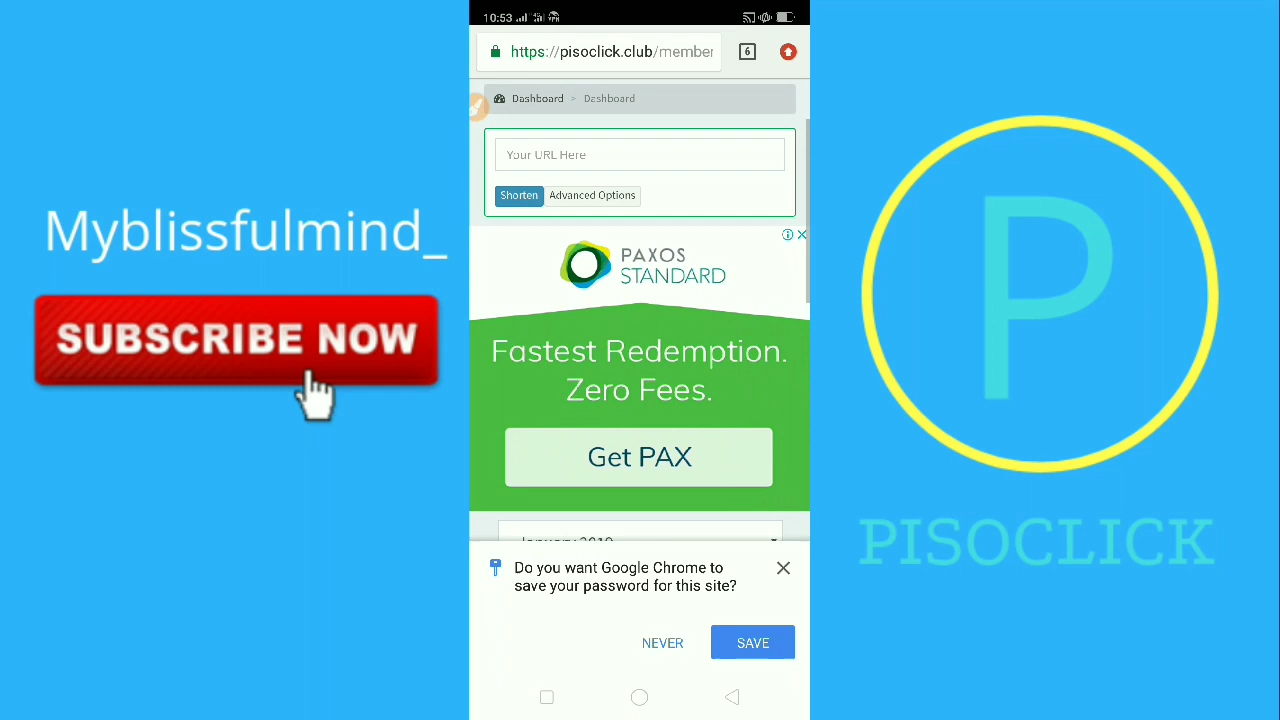 10:53
https://pisoclick.club/member
6
Dashboard > Dashboard
Your URL Here
Shorten Advanced Options
Myblissfulmind_
SUBSCRIBE NOW
PAXOS
STANDARD
Fastest Redemption.
Zero Fees.
Get PAX
January 2019
Do you want Google Chrome to
save your password for this site?
NEVER SAVE
P
PISOCLICK